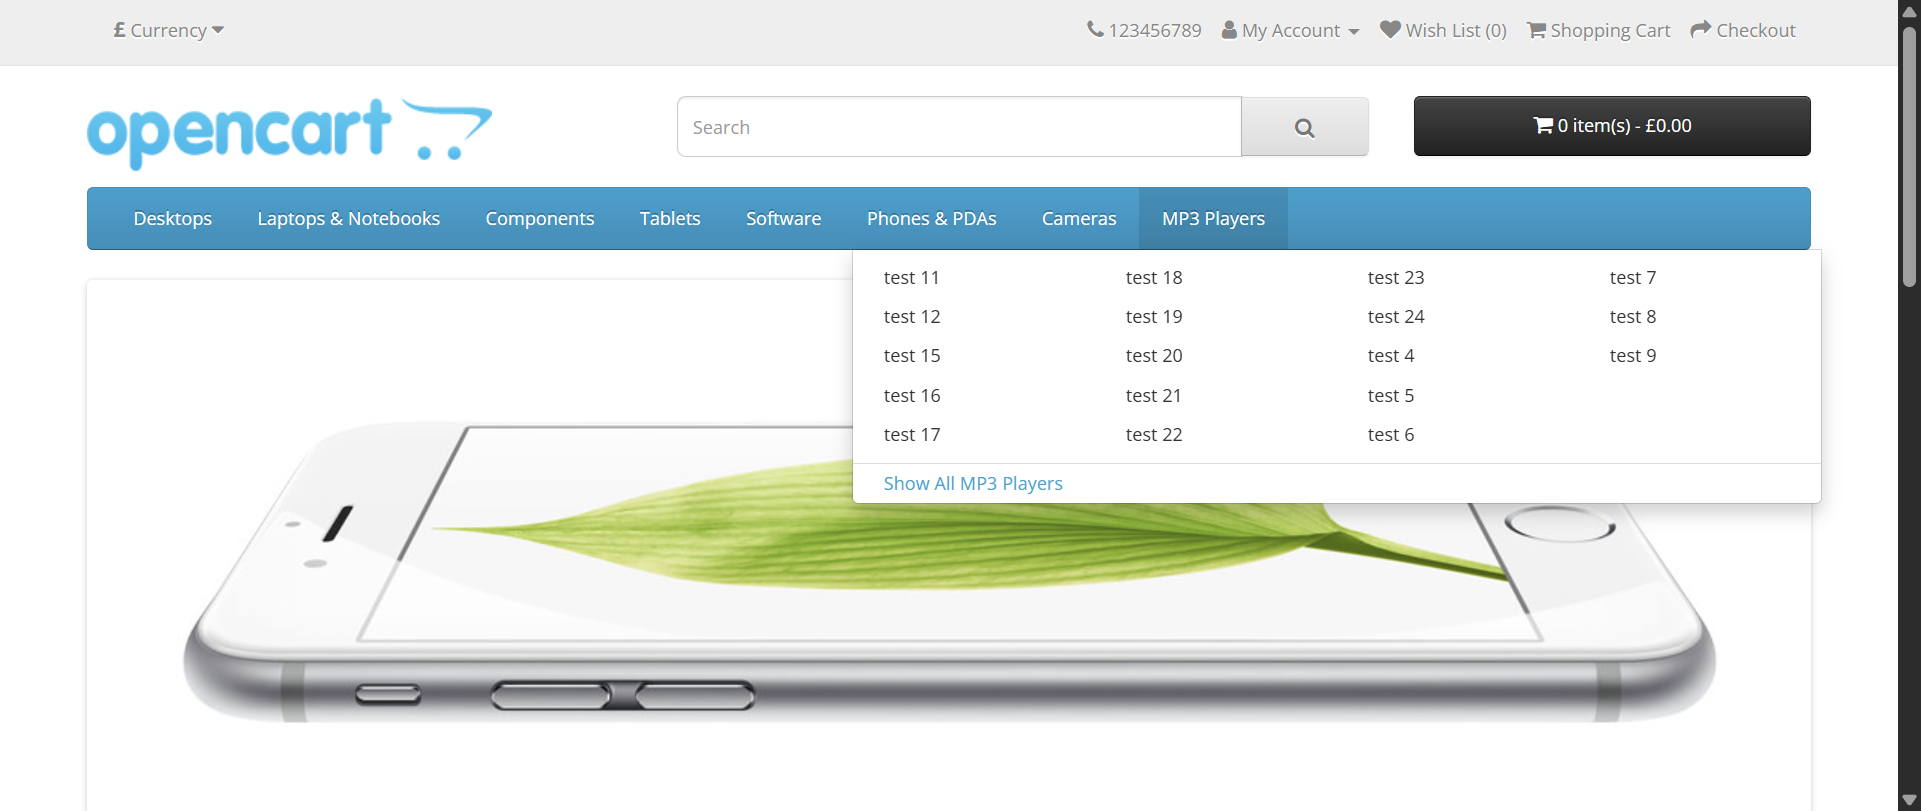 £ Currency
123456789 My Account Wish List (0) Shopping Cart Checkout
opencart
Search
0 item(s) - £0.00
Desktops Laptops & Notebooks Components Tablets Software Phones & PDAs Cameras MP3 Players
test 11
test 12
test 15
test 16
test 17
test 18
test 19
test 20
test 21
test 22
test 23
test 24
test 4
test 5
test 6
test 7
test 8
test 9
Show All MP3 Players